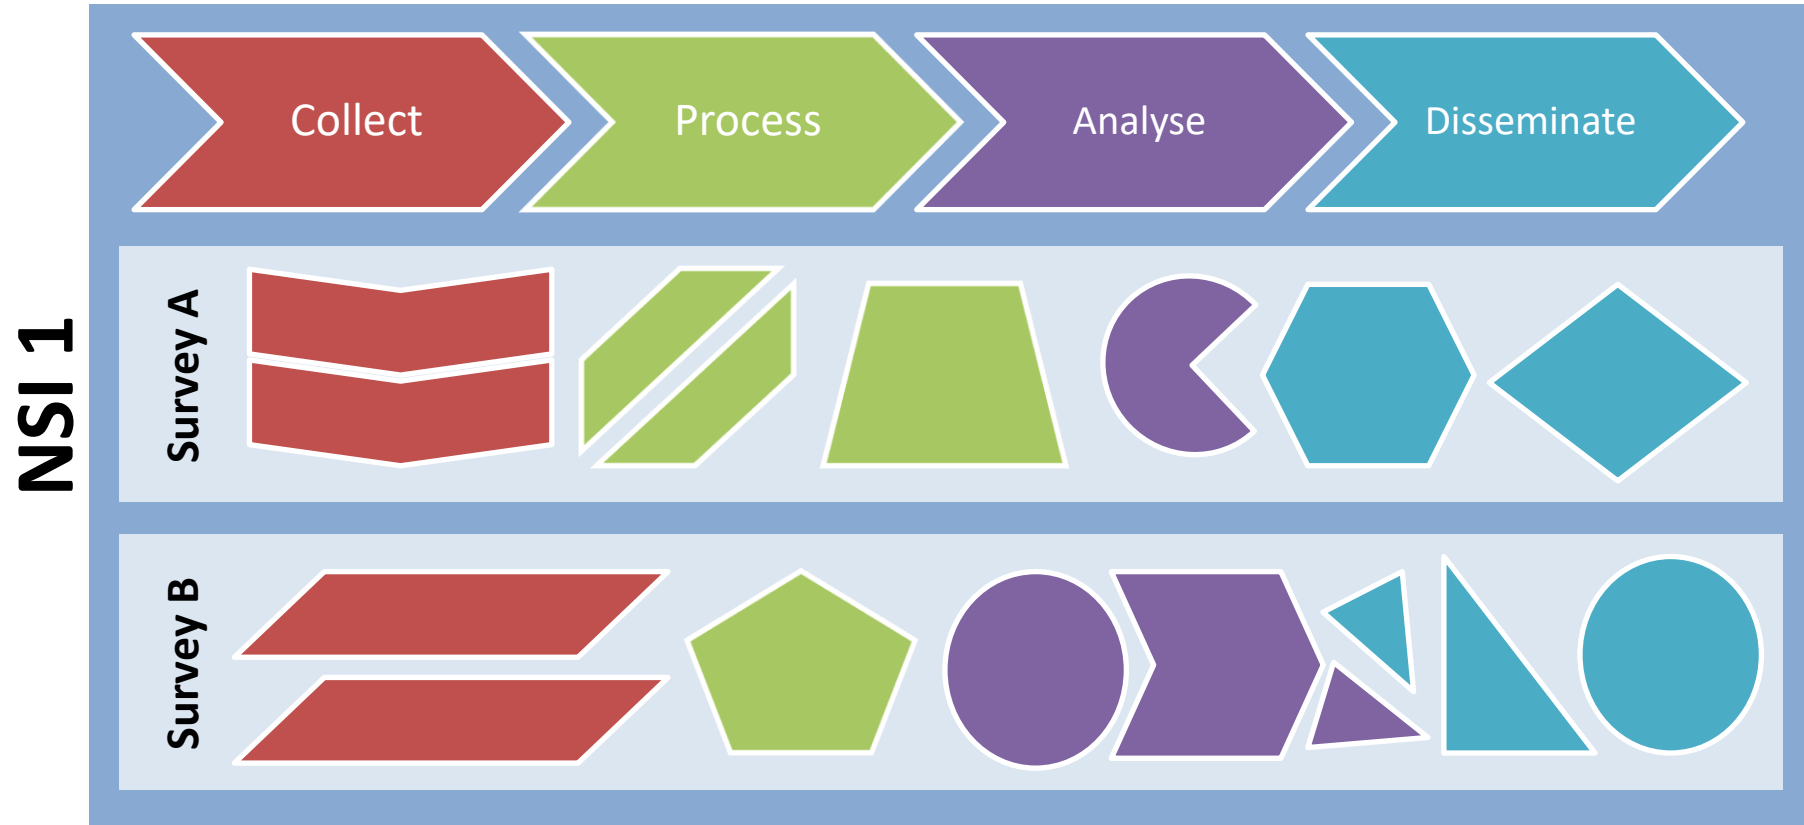 NSI 1
Collect
Process
Analyse
Disseminate
Survey A
Survey B